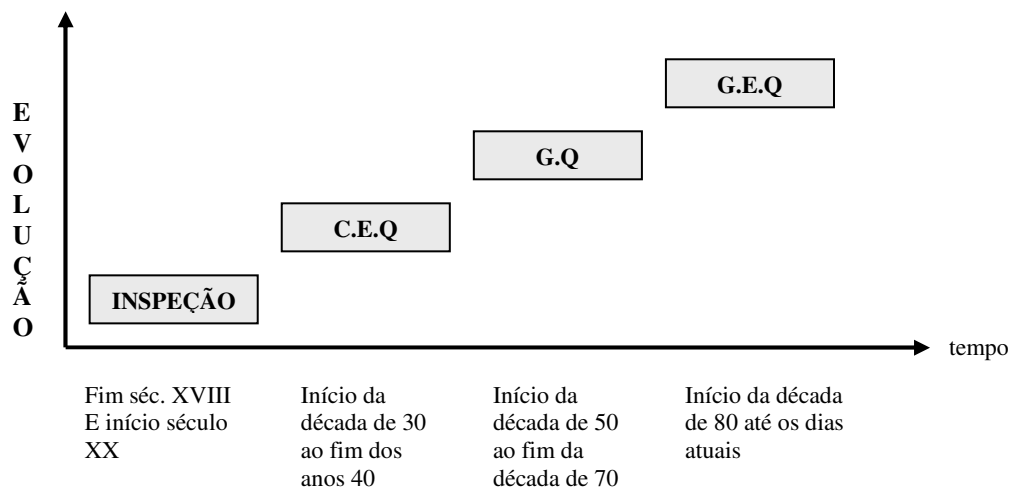 EVOLUÇÃO
G.E.Q
G.Q
C.E.Q
INSPEÇÃO
tempo
Fim séc. XVIII
E início século
XX
Início da
década de 30
ao fim dos
anos 40
Início da
década de 50
ao fim da
década de 70
Início da década
de 80 até os dias
atuais